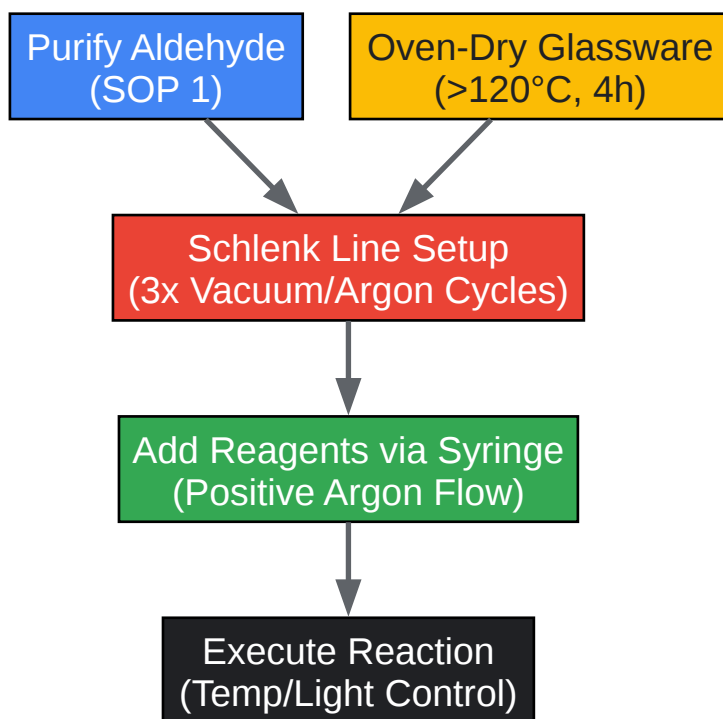 Purify Aldehyde
(SOP 1)
Oven-Dry Glassware
(>120°C, 4h)
Schlenk Line Setup
(3x Vacuum/Argon Cycles)
Add Reagents via Syringe
(Positive Argon Flow)
Execute Reaction
(Temp/Light Control)